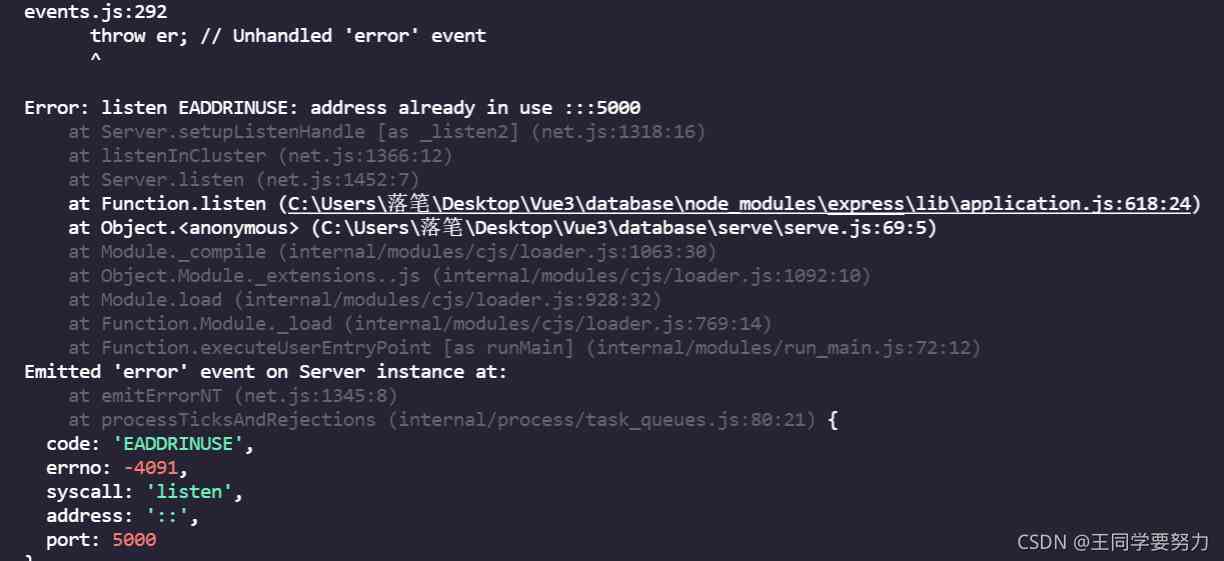 events.js:292
throw er; // Unhandled 'error' event
^
Error: listen EADDRINUSE: address already in use :::5000
at Server.setupListenHandle [as _listen2] (net.js:1318:16)
at listenInCluster (net.js:1366:12)
at Server.listen (net.js:1452:7)
at Function.listen (C:\Users\落笔\Desktop\Vue3\database\node_modules\express\lib\application.js:618:24)
at Object.<anonymous> (C:\Users\落笔\Desktop\Vue3\database\serve\serve.js:69:5)
at Module._compile (internal/modules/cjs/loader.js:1063:30)
at Object.Module._extensions..js (internal/modules/cjs/loader.js:1092:10)
at Module.load (internal/modules/cjs/loader.js:928:32)
at Function.Module._load (internal/modules/cjs/loader.js:769:14)
at Function.executeUserEntryPoint [as runMain] (internal/modules/run_main.js:72:12)
Emitted 'error' event on Server instance at:
at emitErrorNT (net.js:1345:8)
at processTicksAndRejections (internal/process/task_queues.js:80:21) {
code: 'EADDRINUSE',
errno: -4091,
syscall: 'listen',
address: '::',
port: 5000
CSDN @王同学要努力